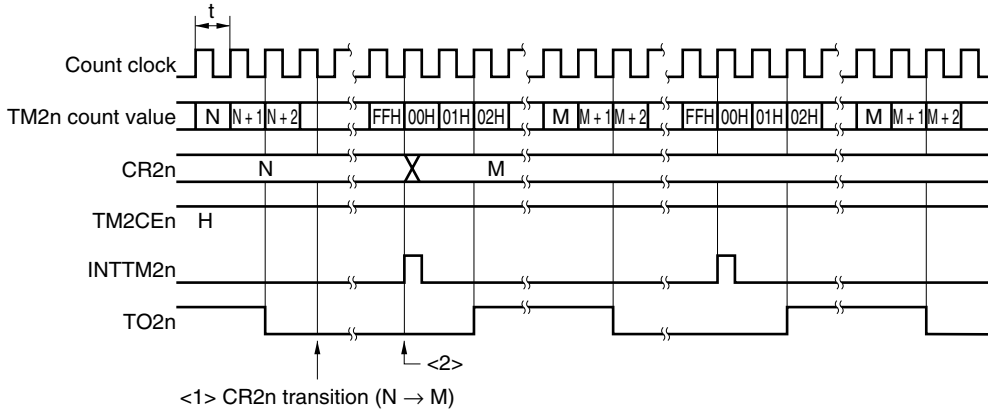 t
Count clock
TM2n count value N N + 1 N + 2 FFH 00H 01H 02H M M + 1 M + 2 FFH 00H 01H 02H M M + 1 M + 2
CR2n N M
TM2CEn H
INTTM2n
TO2n
<2>
<1> CR2n transition (N → M)